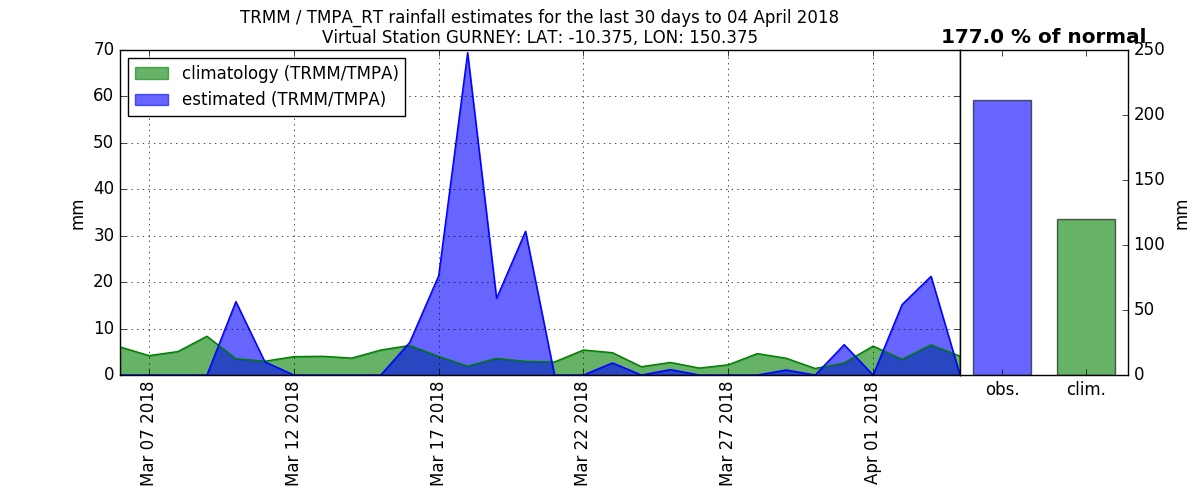 TRMM / TMPA_RT rainfall estimates for the last 30 days to 04 April 2018
Virtual Station GURNEY: LAT: -10.375, LON: 150.375
177.0 % of normal
climatology (TRMM/TMPA)
estimated (TRMM/TMPA)
mm
70
60
50
40
30
20
10
0
Mar 07 2018
Mar 12 2018
Mar 17 2018
Mar 22 2018
Mar 27 2018
Apr 01 2018
250
200
150
100
50
0
mm
obs.
clim.